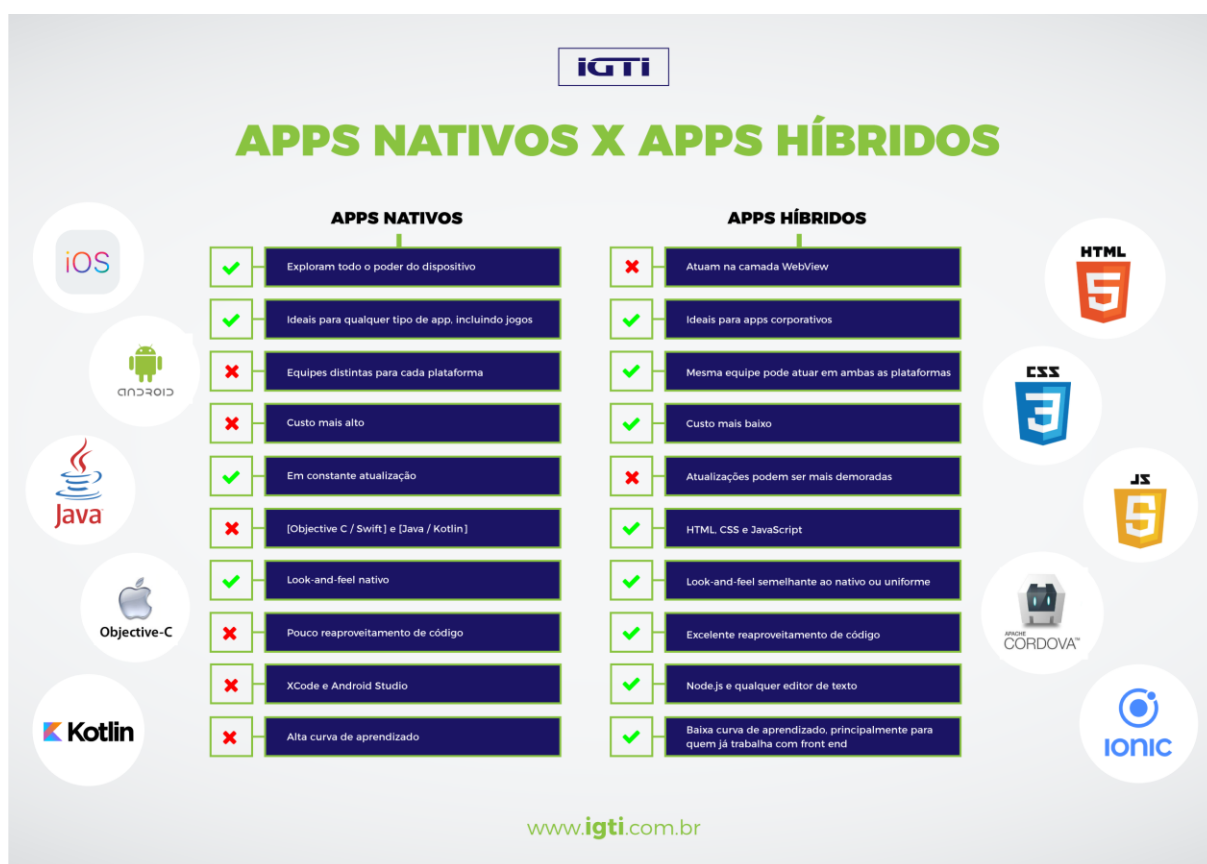 iGTi
APPS NATIVOS X APPS HÍBRIDOS
APPS NATIVOS
Exploram todo o poder do dispositivo
Ideais para qualquer tipo de app, incluindo jogos
Equipes distintas para cada plataforma
Custo mais alto
Em constante atualização
[Objective C / Swift] e [Java / Kotlin]
Look-and-feel nativo
Pouco reaproveitamento de código
XCode e Android Studio
Alta curva de aprendizado
APPS HÍBRIDOS
Atuam na camada WebView
Ideais para apps corporativos
Mesma equipe pode atuar em ambas as plataformas
Custo mais baixo
Atualizações podem ser mais demoradas
HTML, CSS e JavaScript
Look-and-feel semelhante ao nativo ou uniforme
Excelente reaproveitamento de código
Node.js e qualquer editor de texto
Baixa curva de aprendizado, principalmente para
quem já trabalha com front end
iOS
android
Java
Objective-C
Kotlin
HTML
5
CSS
3
JS
5
APACHE
CORDOVA™
ionic
www.igti.com.br